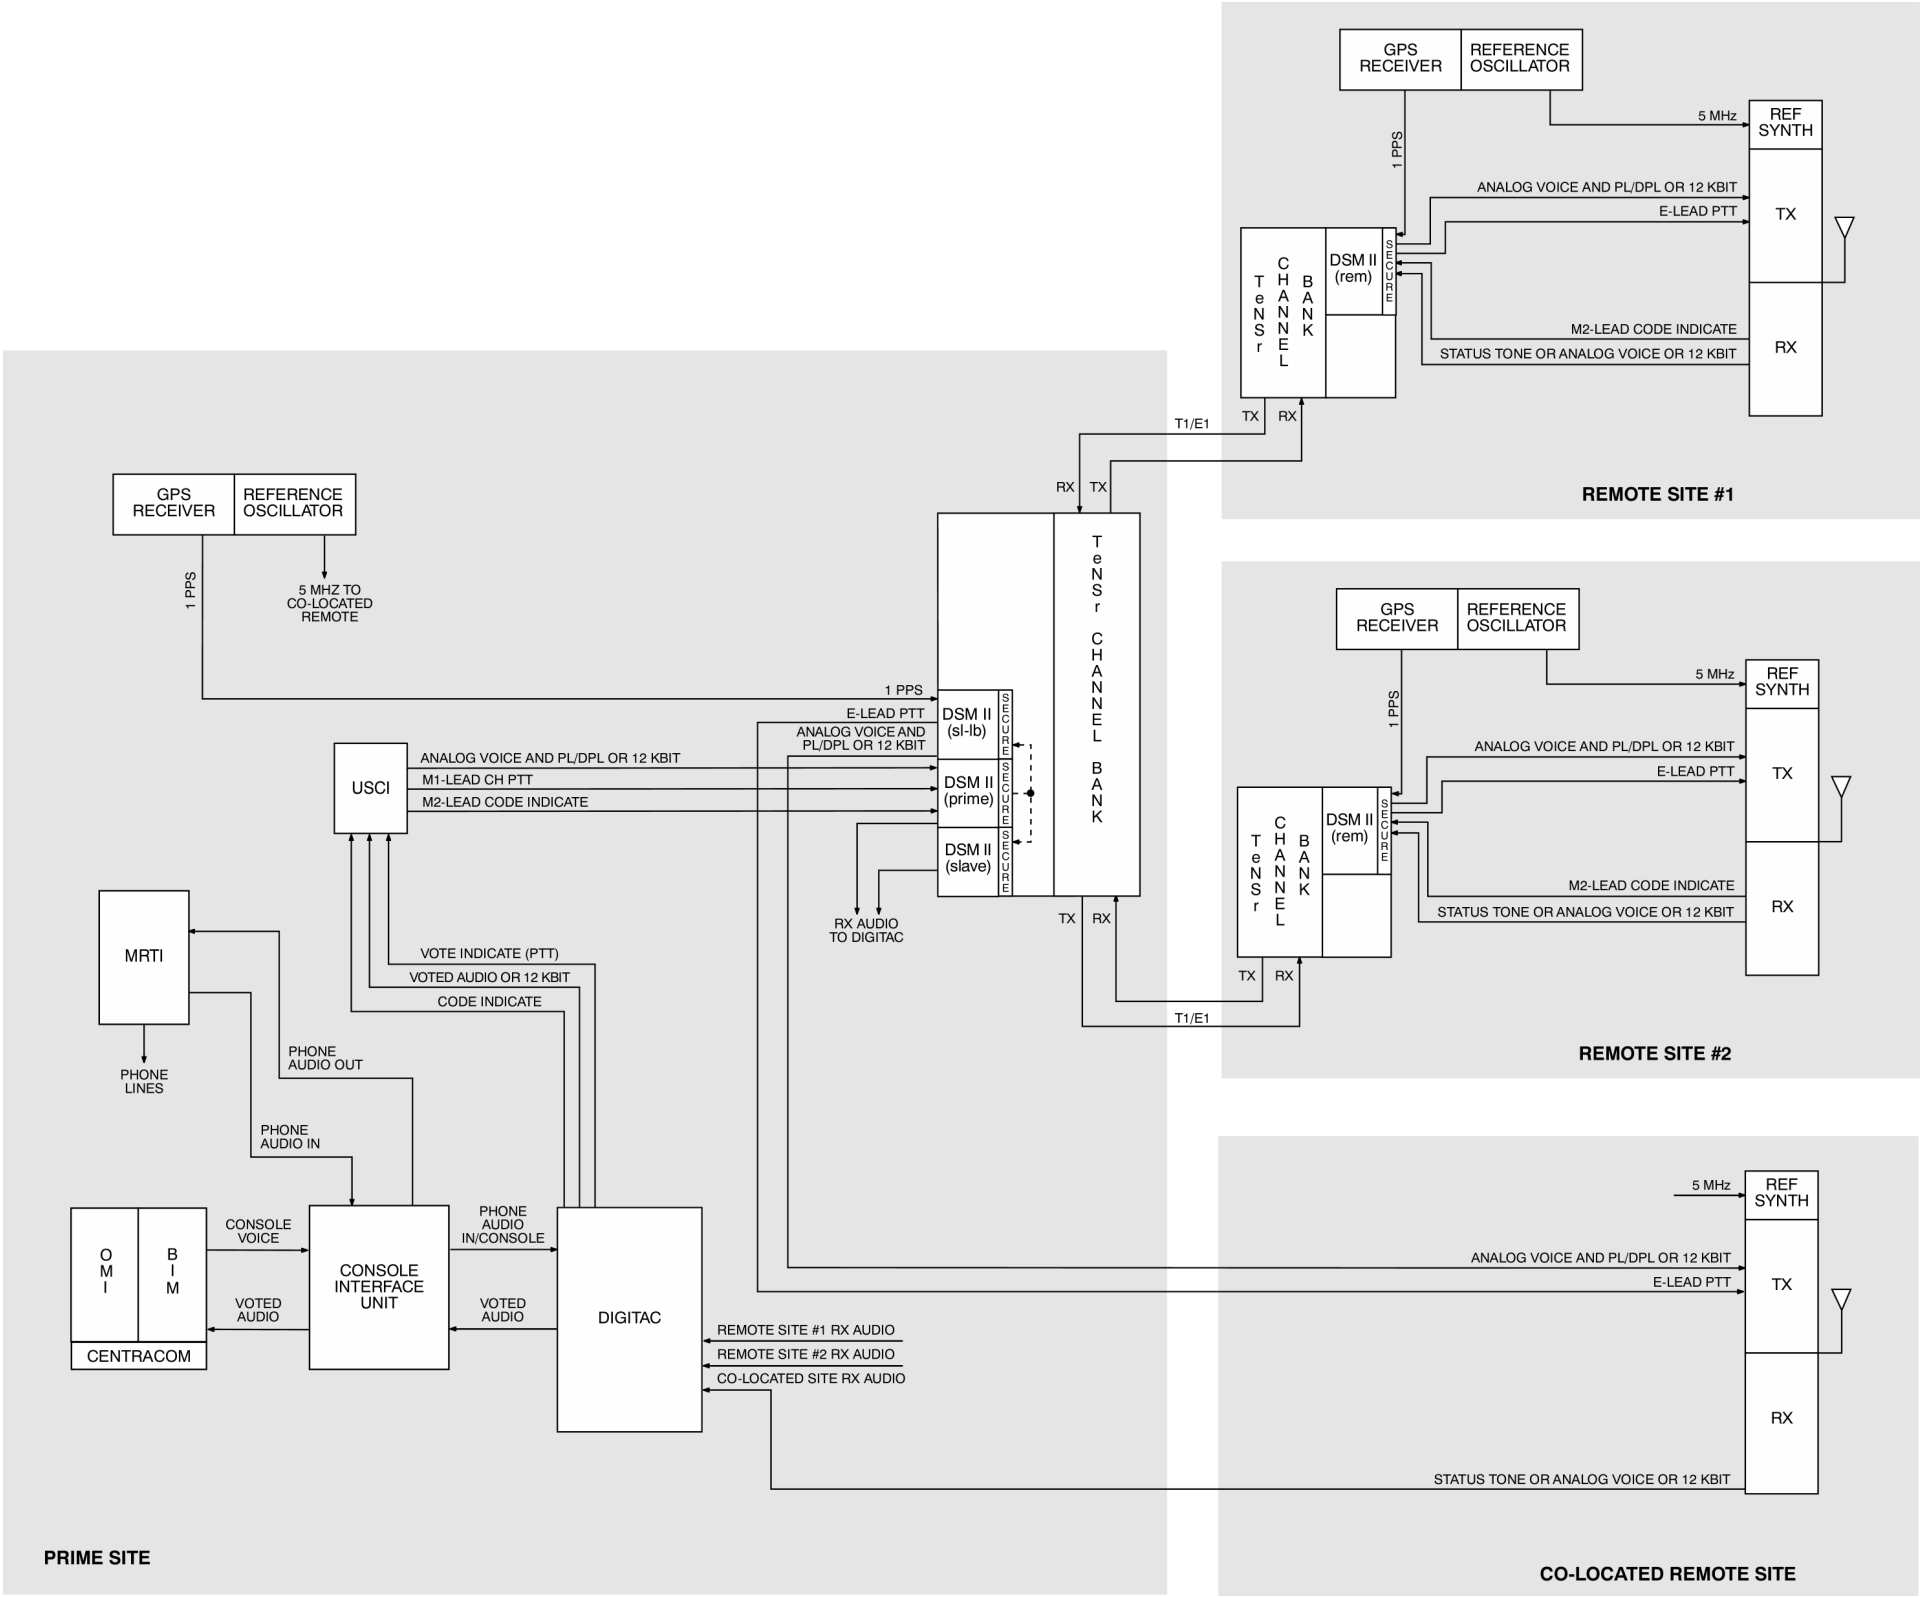 GPS
RECEIVER
REFERENCE
OSCILLATOR
5 MHz
REF
SYNTH
1 PPS
ANALOG VOICE AND PL/DPL OR 12 KBIT
E-LEAD PTT
TX
TeNSr
CHANNEL
BANK
DSM II
(rem)
SECURE
M2-LEAD CODE INDICATE
STATUS TONE OR ANALOG VOICE OR 12 KBIT
RX
TX
RX
T1/E1
REMOTE SITE #1
GPS
RECEIVER
REFERENCE
OSCILLATOR
1 PPS
5 MHZ TO
CO-LOCATED
REMOTE
RX
TX
TeNSr CHANNEL BANK
1 PPS
E-LEAD PTT
ANALOG VOICE AND
PL/DPL OR 12 KBIT
DSM II
(sl-lb)
SECURE
USCI
ANALOG VOICE AND PL/DPL OR 12 KBIT
M1-LEAD CH PTT
M2-LEAD CODE INDICATE
DSM II
(prime)
SECURE
DSM II
(slave)
SECURE
RX AUDIO
TO DIGITAC
TX
RX
T1/E1
GPS
RECEIVER
REFERENCE
OSCILLATOR
5 MHz
REF
SYNTH
1 PPS
ANALOG VOICE AND PL/DPL OR 12 KBIT
E-LEAD PTT
TX
TeNSr
CHANNEL
BANK
DSM II
(rem)
SECURE
M2-LEAD CODE INDICATE
STATUS TONE OR ANALOG VOICE OR 12 KBIT
RX
TX
RX
REMOTE SITE #2
MRTI
PHONE
LINES
VOTE INDICATE (PTT)
VOTED AUDIO OR 12 KBIT
CODE INDICATE
PHONE
AUDIO OUT
PHONE
AUDIO IN
OMI
BIM
CENTRACOM
CONSOLE
VOICE
VOTED
AUDIO
CONSOLE
INTERFACE
UNIT
PHONE
AUDIO
IN/CONSOLE
VOTED
AUDIO
DIGITAC
REMOTE SITE #1 RX AUDIO
REMOTE SITE #2 RX AUDIO
CO-LOCATED SITE RX AUDIO
PRIME SITE
5 MHz
REF
SYNTH
ANALOG VOICE AND PL/DPL OR 12 KBIT
E-LEAD PTT
TX
RX
STATUS TONE OR ANALOG VOICE OR 12 KBIT
CO-LOCATED REMOTE SITE